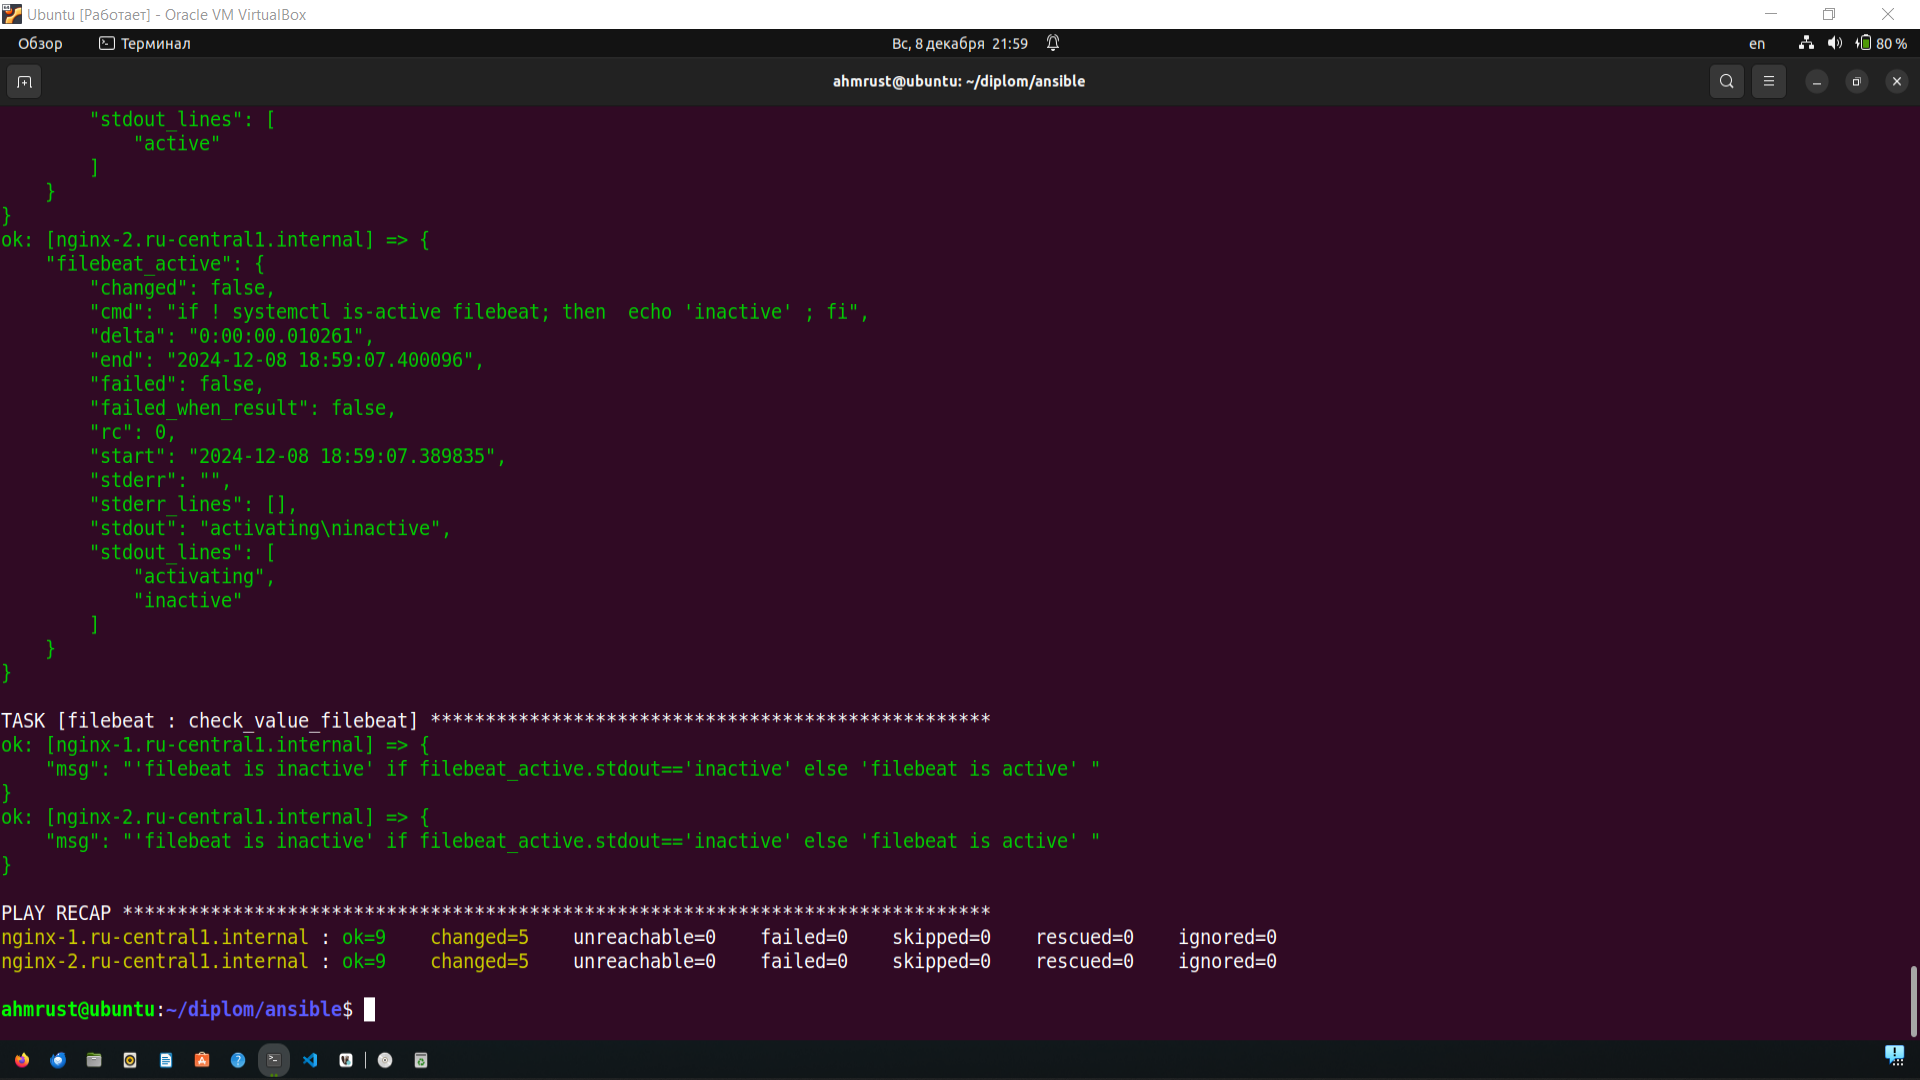 Ubuntu [Работает] - Oracle VM VirtualBox
Обзор Терминал Вс, 8 декабря 21:59 en 80 %
ahmrust@ubuntu: ~/diplom/ansible
        "stdout_lines": [
            "active"
        ]
    }
}
ok: [nginx-2.ru-central1.internal] => {
    "filebeat_active": {
        "changed": false,
        "cmd": "if ! systemctl is-active filebeat; then  echo 'inactive' ; fi",
        "delta": "0:00:00.010261",
        "end": "2024-12-08 18:59:07.400096",
        "failed": false,
        "failed_when_result": false,
        "rc": 0,
        "start": "2024-12-08 18:59:07.389835",
        "stderr": "",
        "stderr_lines": [],
        "stdout": "activating\ninactive",
        "stdout_lines": [
            "activating",
            "inactive"
        ]
    }
}
TASK [filebeat : check_value_filebeat] ***************************************************
ok: [nginx-1.ru-central1.internal] => {
    "msg": "'filebeat is inactive' if filebeat_active.stdout=='inactive' else 'filebeat is active' "
}
ok: [nginx-2.ru-central1.internal] => {
    "msg": "'filebeat is inactive' if filebeat_active.stdout=='inactive' else 'filebeat is active' "
}
PLAY RECAP *******************************************************************************
nginx-1.ru-central1.internal : ok=9    changed=5    unreachable=0    failed=0    skipped=0    rescued=0    ignored=0
nginx-2.ru-central1.internal : ok=9    changed=5    unreachable=0    failed=0    skipped=0    rescued=0    ignored=0
ahmrust@ubuntu:~/diplom/ansible$